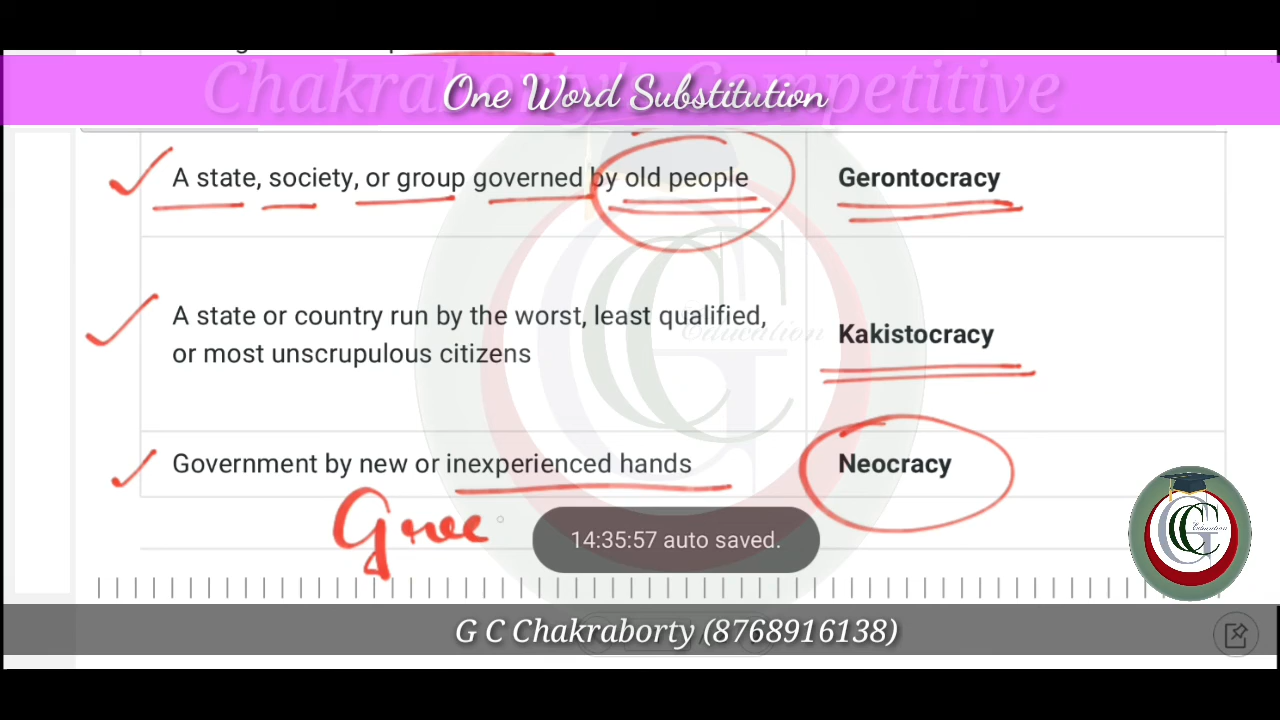 Chakraborty's Competitive
One Word Substitution
A state, society, or group governed by old people
Gerontocracy
A state or country run by the worst, least qualified,
or most unscrupulous citizens
Kakistocracy
Education
Government by new or inexperienced hands
Neocracy
14:35:57 auto saved.
G C Chakraborty (8768916138)